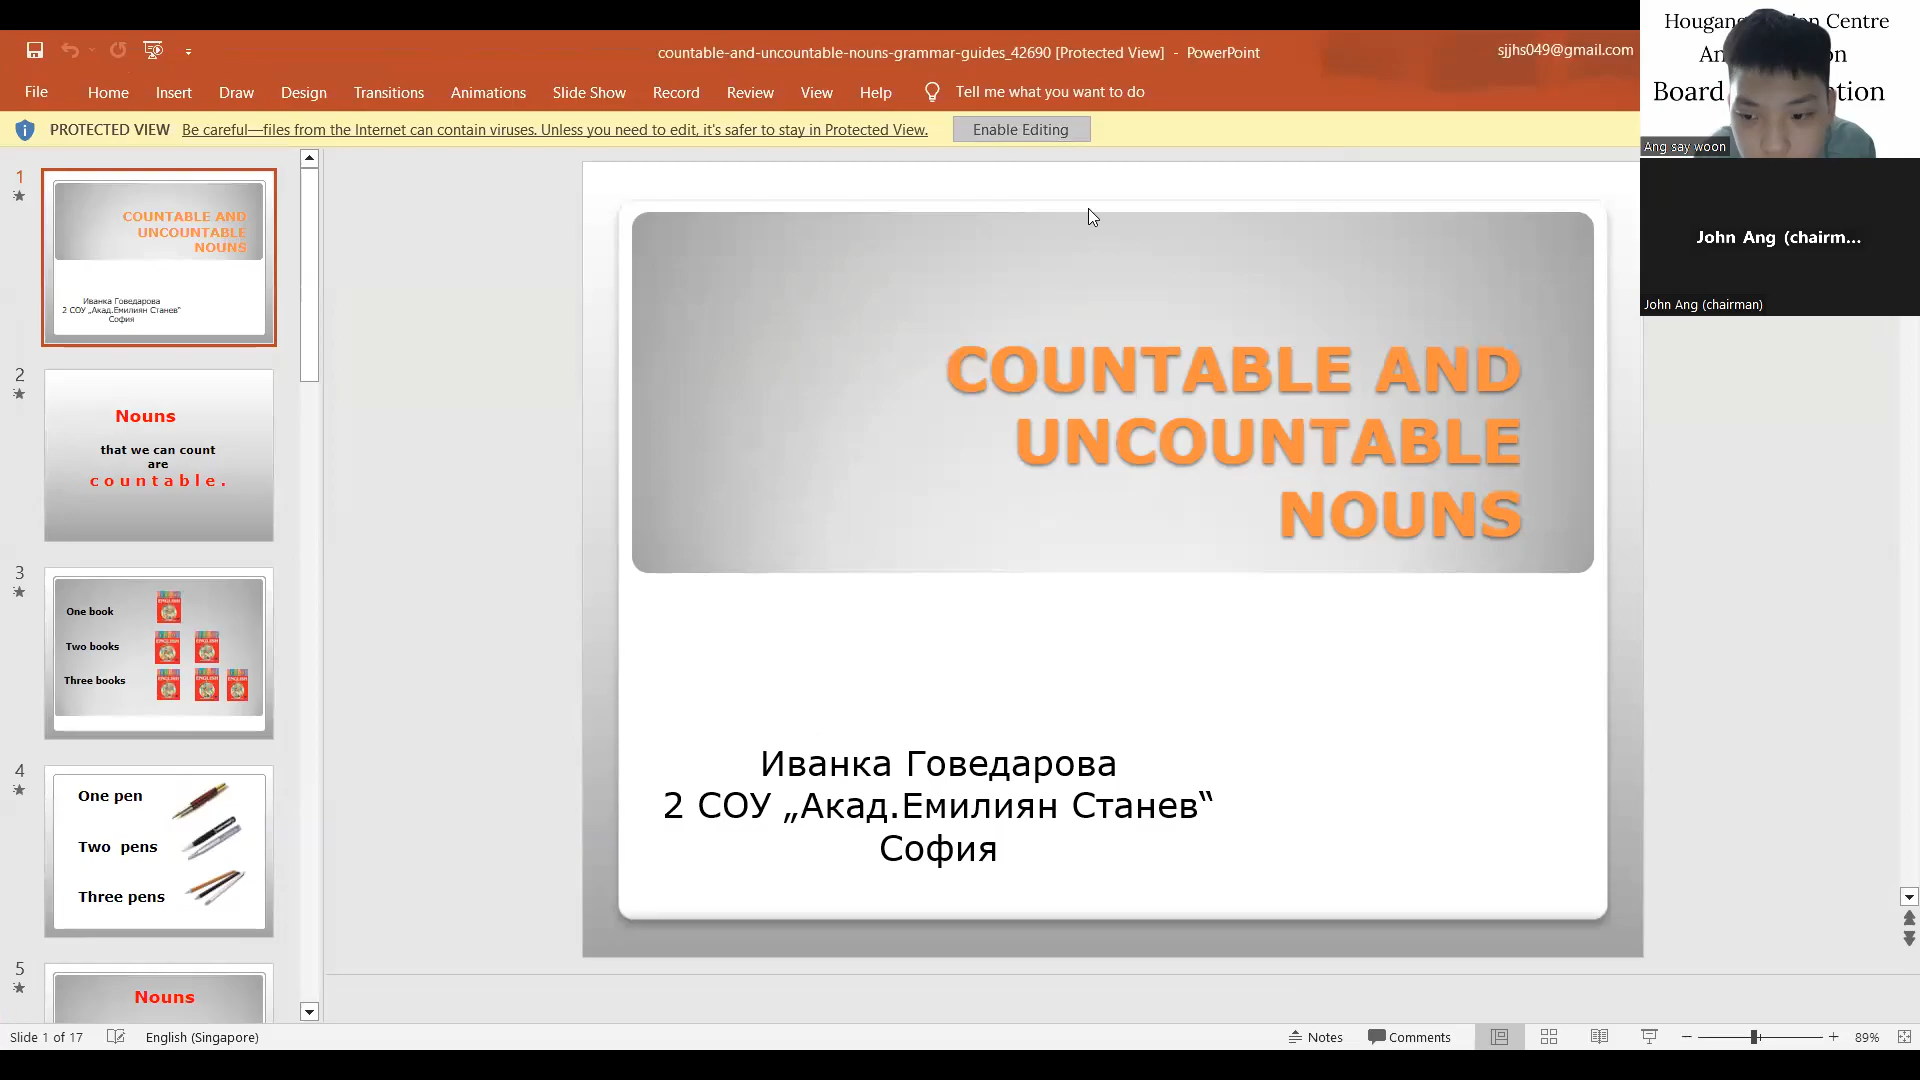 countable-and-uncountable-nouns-grammar-guides_42690 [Protected View] - PowerPoint
sjjhs049@gmail.com
File Home Insert Draw Design Transitions Animations Slide Show Record Review View Help Tell me what you want to do
PROTECTED VIEW Be careful—files from the Internet can contain viruses. Unless you need to edit, it's safer to stay in Protected View. Enable Editing
Hougang Centre
Board
Ang say woon
John Ang (chairm...
John Ang (chairman)
1
COUNTABLE AND
UNCOUNTABLE
NOUNS
Иванка Говедарова
2 СОУ „Акад.Емилиян Станев“
София
2
Nouns
that we can count
are
countable.
3
One book
Two books
Three books
4
One pen
Two pens
Three pens
5
Nouns
COUNTABLE AND
UNCOUNTABLE
NOUNS
Иванка Говедарова
2 СОУ „Акад.Емилиян Станев“
София
Slide 1 of 17 English (Singapore) Notes Comments 89%